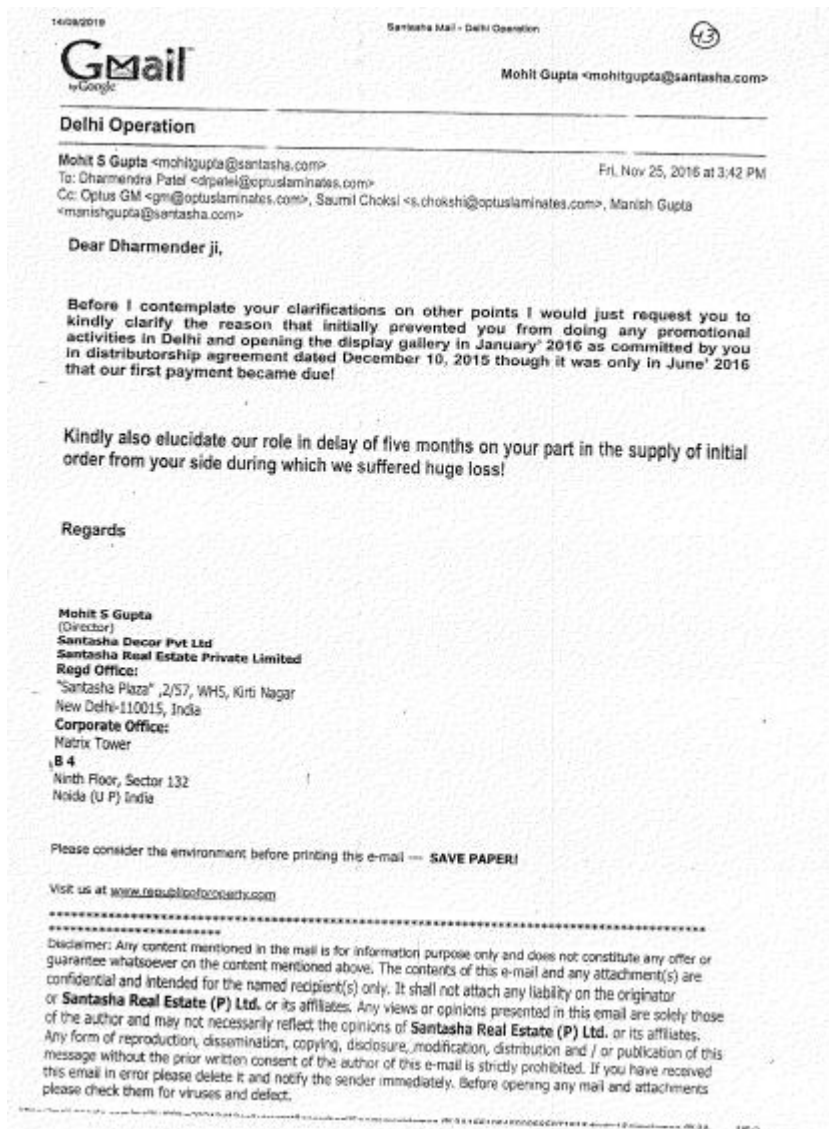 14/08/2019
Santasha Mail - Delhi Operation
43
Gmail
by Google
Mohit Gupta <mohitgupta@santasha.com>
Delhi Operation
Mohit S Gupta <mohitgupta@santasha.com>
Fri, Nov 25, 2016 at 3:42 PM
To: Dharmendra Patel <drpatel@optuslaminates.com>
Cc: Optus GM <gm@optuslaminates.com>, Saumil Choksi <s.chokshi@optuslaminates.com>, Manish Gupta
<manishgupta@santasha.com>
Dear Dharmender ji,
Before I contemplate your clarifications on other points I would just request you to
kindly clarify the reason that initially prevented you from doing any promotional
activities in Delhi and opening the display gallery in January' 2016 as committed by you
in distributorship agreement dated December 10, 2015 though it was only in June' 2016
that our first payment became due!
Kindly also elucidate our role in delay of five months on your part in the supply of initial
order from your side during which we suffered huge loss!
Regards
Mohit S Gupta
(Director)
Santasha Decor Pvt Ltd
Santasha Real Estate Private Limited
Regd Office:
"Santasha Plaza" ,2/57, WHS, Kirti Nagar
New Delhi-110015, India
Corporate Office:
Matrix Tower
B 4
Ninth Floor, Sector 132
Noida (U P) India
Please consider the environment before printing this e-mail --- SAVE PAPER!
Visit us at www.republicofproperty.com
Disclaimer: Any content mentioned in the mail is for information purpose only and does not constitute any offer or
guarantee whatsoever on the content mentioned above. The contents of this e-mail and any attachment(s) are
confidential and intended for the named recipient(s) only. It shall not attach any liability on the originator
or Santasha Real Estate (P) Ltd. or its affiliates. Any views or opinions presented in this email are solely those
of the author and may not necessarily reflect the opinions of Santasha Real Estate (P) Ltd. or its affiliates.
Any form of reproduction, dissemination, copying, disclosure, modification, distribution and / or publication of this
message without the prior written consent of the author of this e-mail is strictly prohibited. If you have received
this email in error please delete it and notify the sender immediately. Before opening any mail and attachments
please check them for viruses and defect.